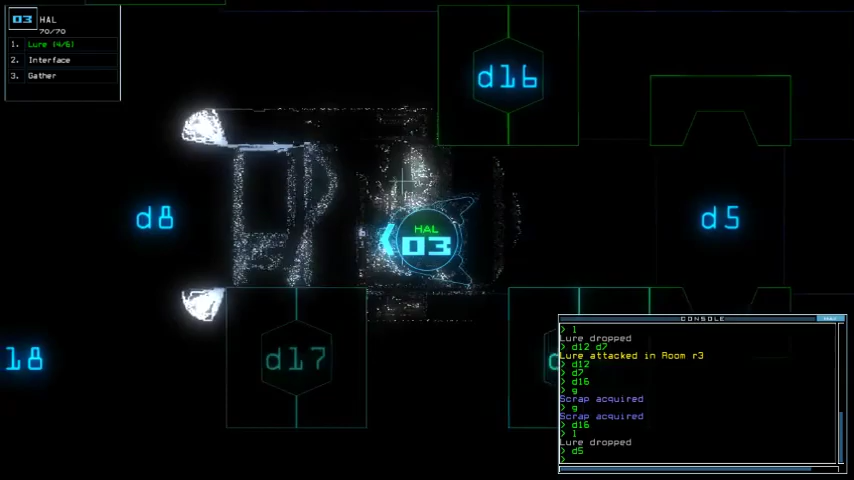 03 HAL
70/70
1. Lure (4/6)
2. Interface
3. Gather
d16
d8
d5
HAL
03
18
d17
d
CONSOLE
> 1
Lure dropped
> d12 d7
Lure attacked in Room r3
> d12
> d7
> d16
> g
Scrap acquired
> g
Scrap acquired
> d16
> 1
Lure dropped
> d5
>